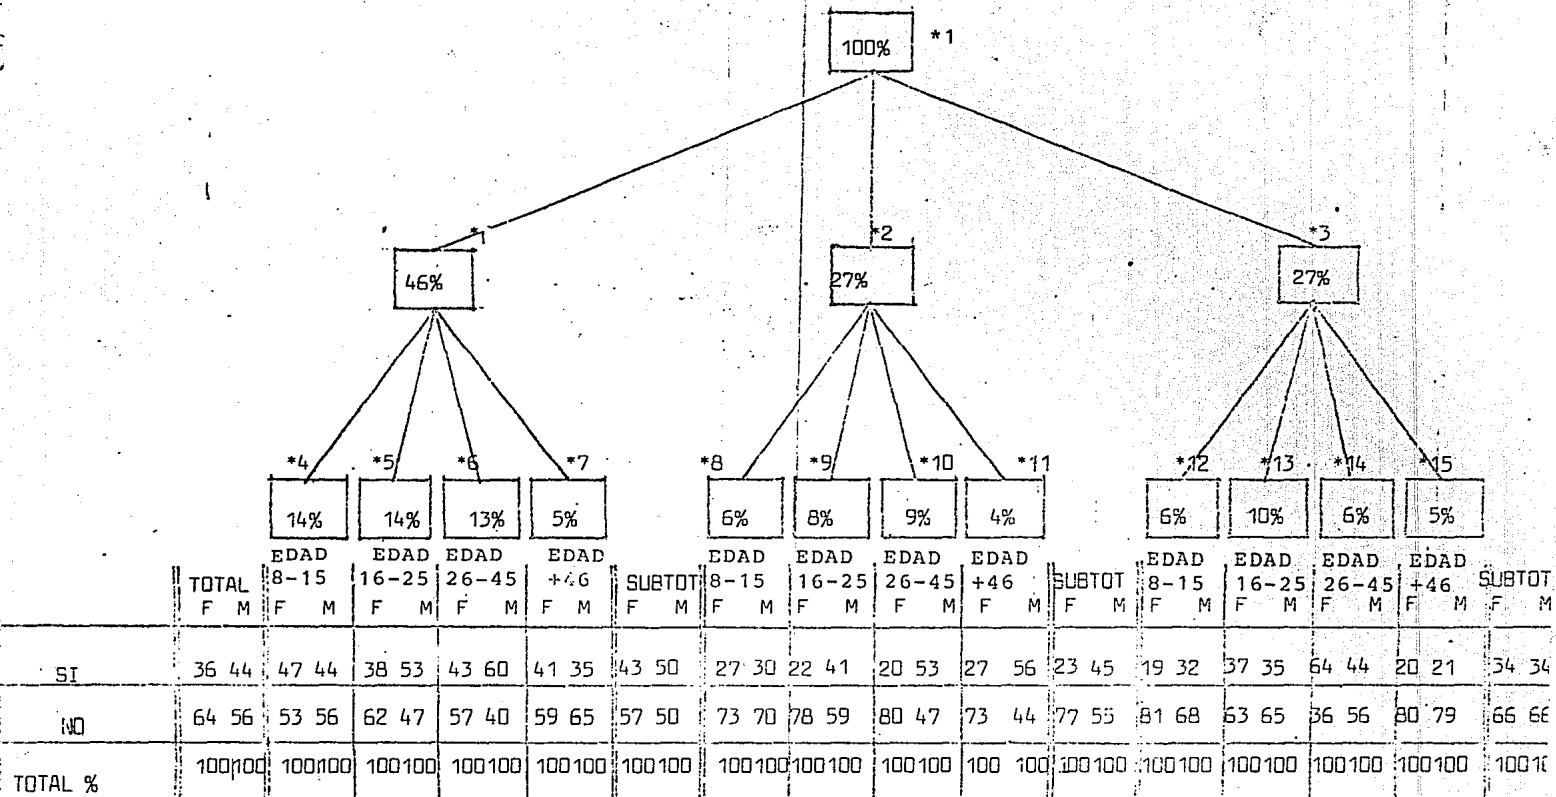 100% *1
*1 *2 *3
46% 27% 27%
*4 *5 *6 *7 *8 *9 *10 *11 *12 *13 *14 *15
14% 14% 13% 5% 6% 8% 9% 4% 6% 10% 6% 5%
EDAD EDAD EDAD EDAD EDAD EDAD EDAD EDAD EDAD EDAD EDAD EDAD
TOTAL 8-15 16-25 26-45 +46 SUBTOT 8-15 16-25 26-45 +46 SUBTOT 8-15 16-25 26-45 +46 SUBTOT
F M F M F M F M F M F M F M F M F M F M F M F M F M F M F M F M
SI 36 44 47 44 38 53 43 60 41 35 43 50 27 30 22 41 20 53 27 56 23 45 19 32 37 35 64 44 20 21 34 34
NO 64 56 53 56 62 47 57 40 59 65 57 50 73 70 78 59 80 47 73 44 77 55 81 68 63 65 36 56 80 79 66 66
TOTAL % 100 100 100 100 100 100 100 100 100 100 100 100 100 100 100 100 100 100 100 100 100 100 100 100 100 100 100 100 100 100 100